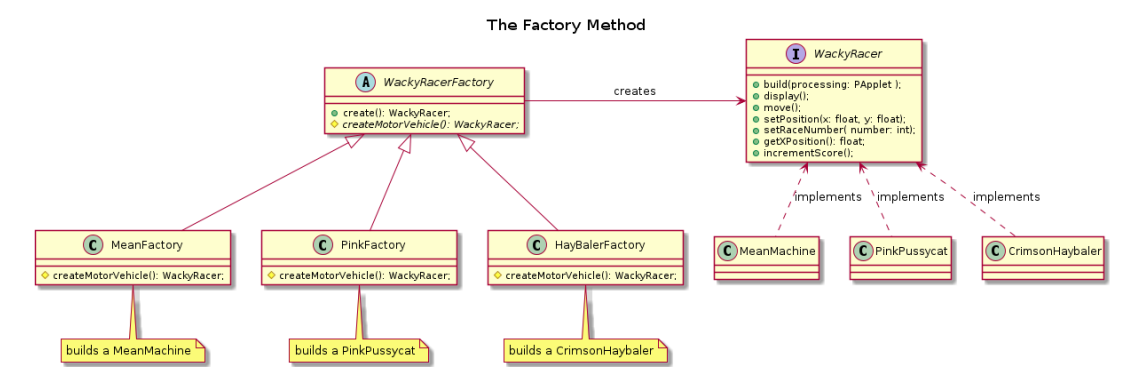 The Factory Method
A WackyRacerFactory
create(): WackyRacer;
createMotorVehicle(): WackyRacer;
creates
I WackyRacer
build(processing: PApplet );
display();
move();
setPosition(x: float, y: float);
setRaceNumber( number: int);
getXPosition(): float;
incrementScore();
implements
implements
implements
C MeanFactory
createMotorVehicle(): WackyRacer;
C PinkFactory
createMotorVehicle(): WackyRacer;
C HayBalerFactory
createMotorVehicle(): WackyRacer;
C MeanMachine
C PinkPussycat
C CrimsonHaybaler
builds a MeanMachine
builds a PinkPussycat
builds a CrimsonHaybaler